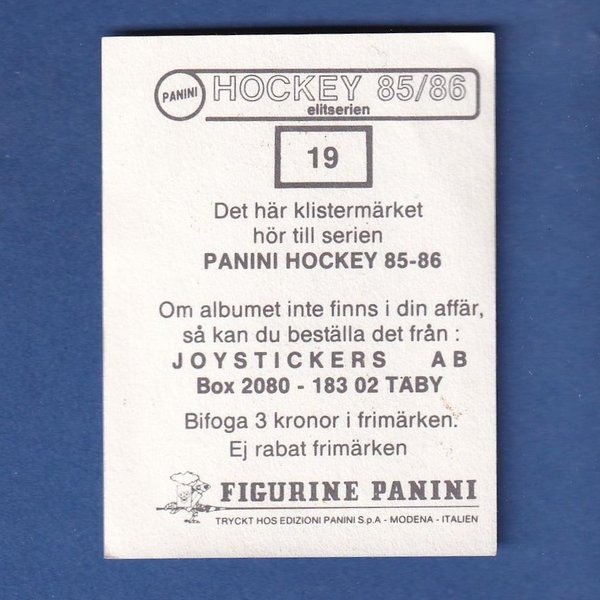 PANINI HOCKEY 85/86
elitserien
19
Det här klistermärket
hör till serien
PANINI HOCKEY 85-86
Om albumet inte finns i din affär,
så kan du beställa det från :
JOYSTICKERS AB
Box 2080 - 183 02 TÄBY
Bifoga 3 kronor i frimärken.
Ej rabat frimärken
FIGURINE PANINI
TRYCKT HOS EDIZIONI PANINI S.p.A - MODENA - ITALIEN